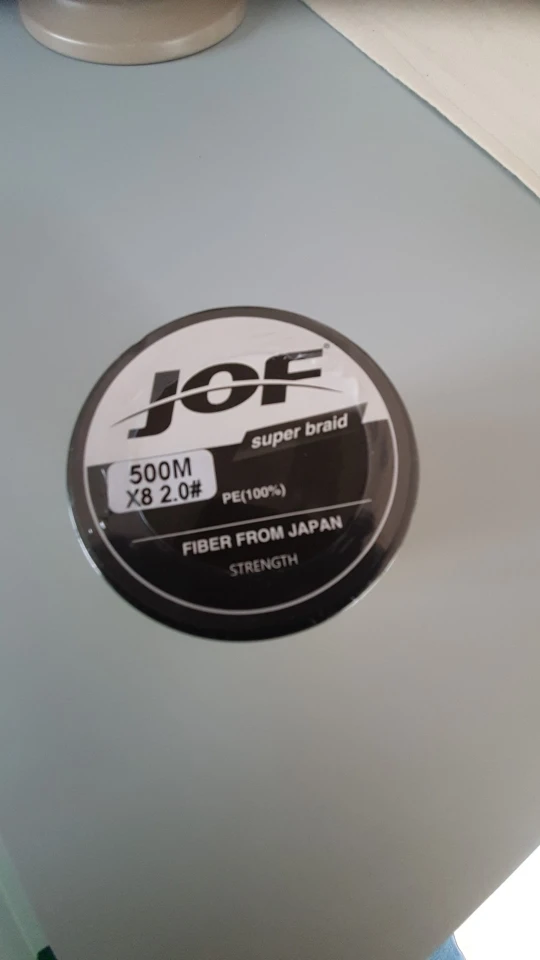 JOF®
super braid
500M
X8 2.0#
PE(100%)
FIBER FROM JAPAN
STRENGTH